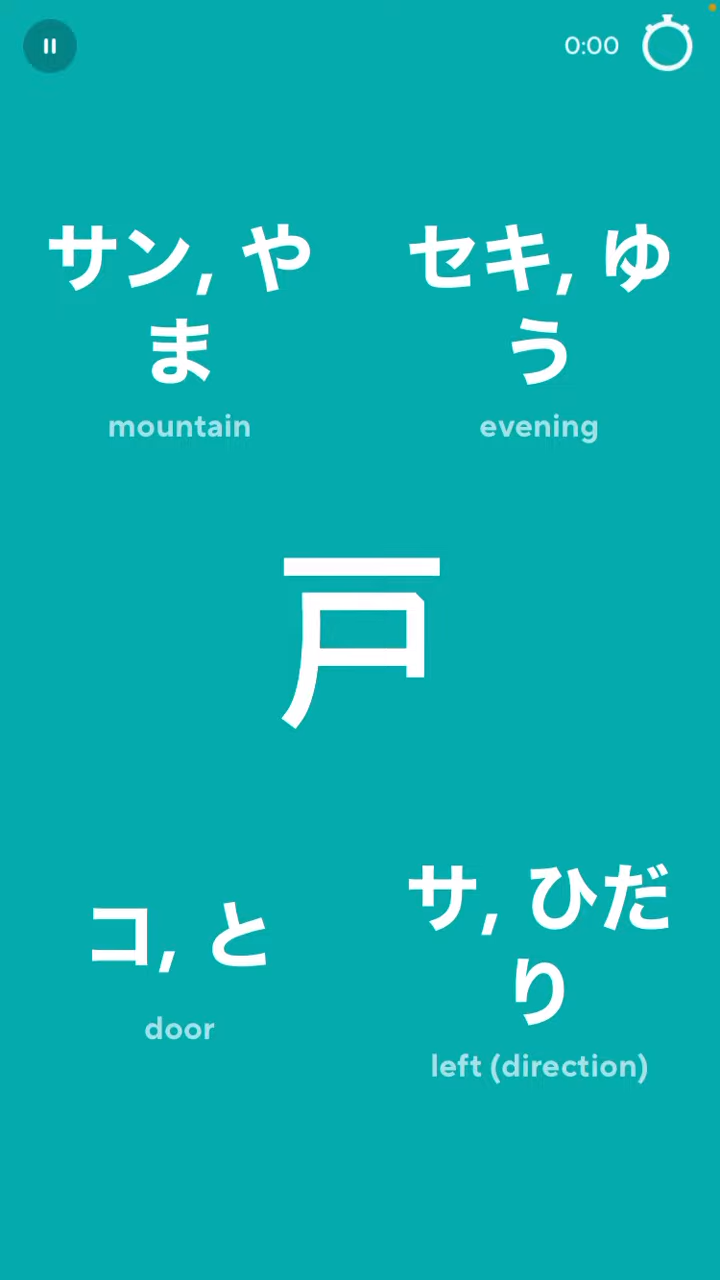 0:00
サン, や
ま
mountain
セキ, ゆ
う
evening
戸
コ, と
door
サ, ひだ
り
left (direction)